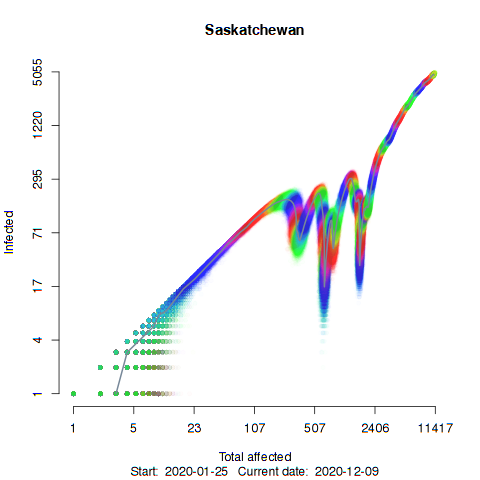 Saskatchewan
5055
1220
295
71
17
4
1
Infected
1 5 23 107 507 2406 11417
Total affected
Start: 2020-01-25 Current date: 2020-12-09